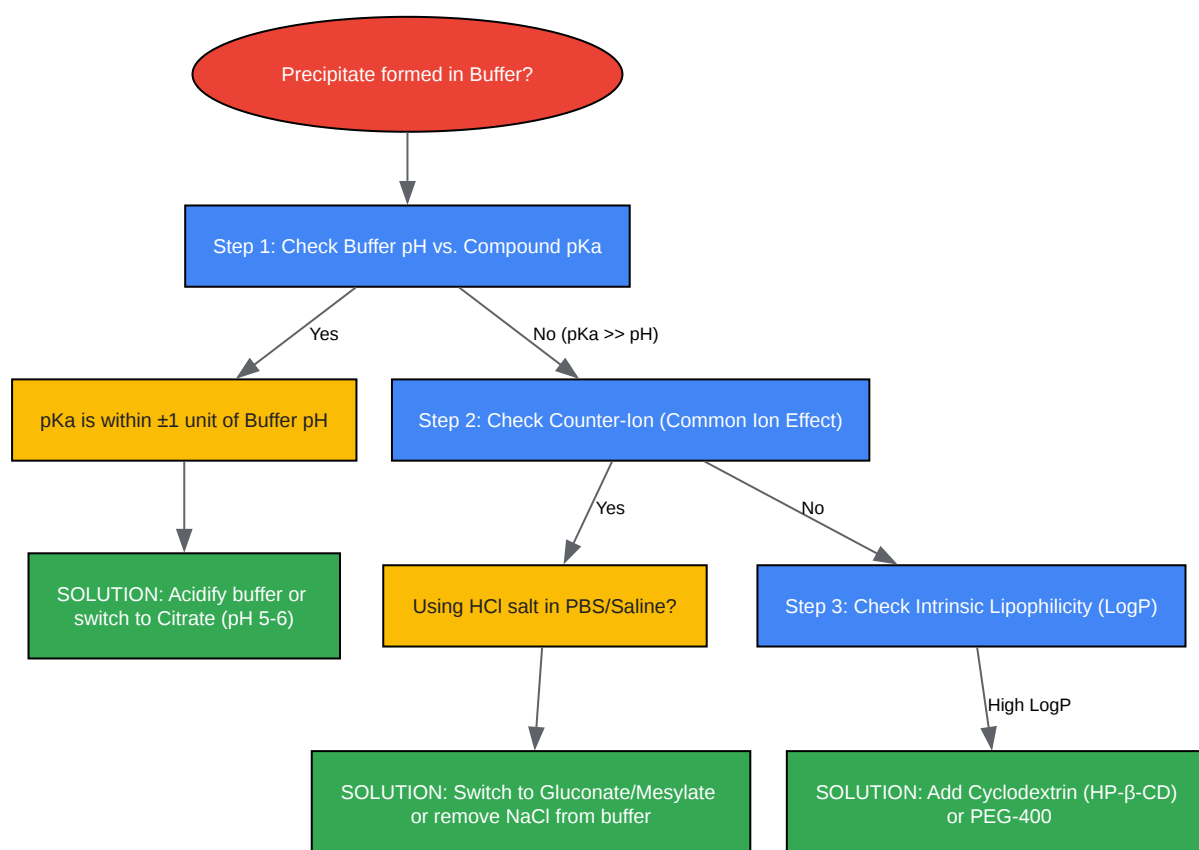 Precipitate formed in Buffer?
Step 1: Check Buffer pH vs. Compound pKa
Yes
No (pKa >> pH)
pKa is within ±1 unit of Buffer pH
Step 2: Check Counter-Ion (Common Ion Effect)
Yes
No
SOLUTION: Acidify buffer or
switch to Citrate (pH 5-6)
Using HCl salt in PBS/Saline?
Step 3: Check Intrinsic Lipophilicity (LogP)
High LogP
SOLUTION: Switch to Gluconate/Mesylate
or remove NaCl from buffer
SOLUTION: Add Cyclodextrin (HP-β-CD)
or PEG-400